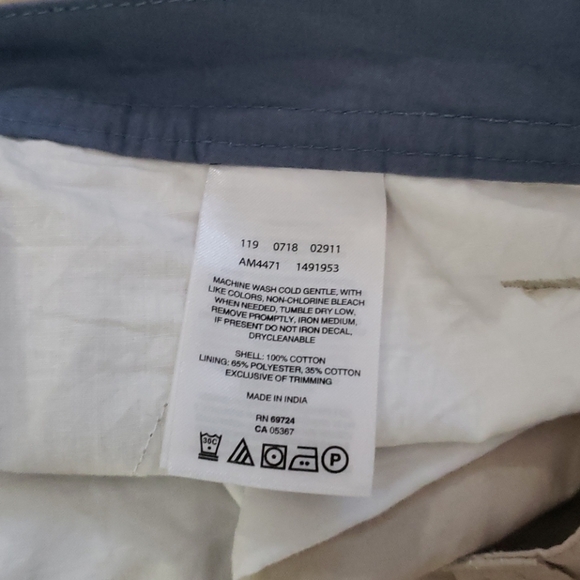 119 0718 02911
AM4471 1491953
MACHINE WASH COLD GENTLE, WITH
LIKE COLORS, NON-CHLORINE BLEACH
WHEN NEEDED, TUMBLE DRY LOW,
REMOVE PROMPTLY, IRON MEDIUM,
IF PRESENT DO NOT IRON DECAL,
DRYCLEANABLE
SHELL: 100% COTTON
LINING: 65% POLYESTER, 35% COTTON
EXCLUSIVE OF TRIMMING
MADE IN INDIA
RN 69724
CA 05367
30C P